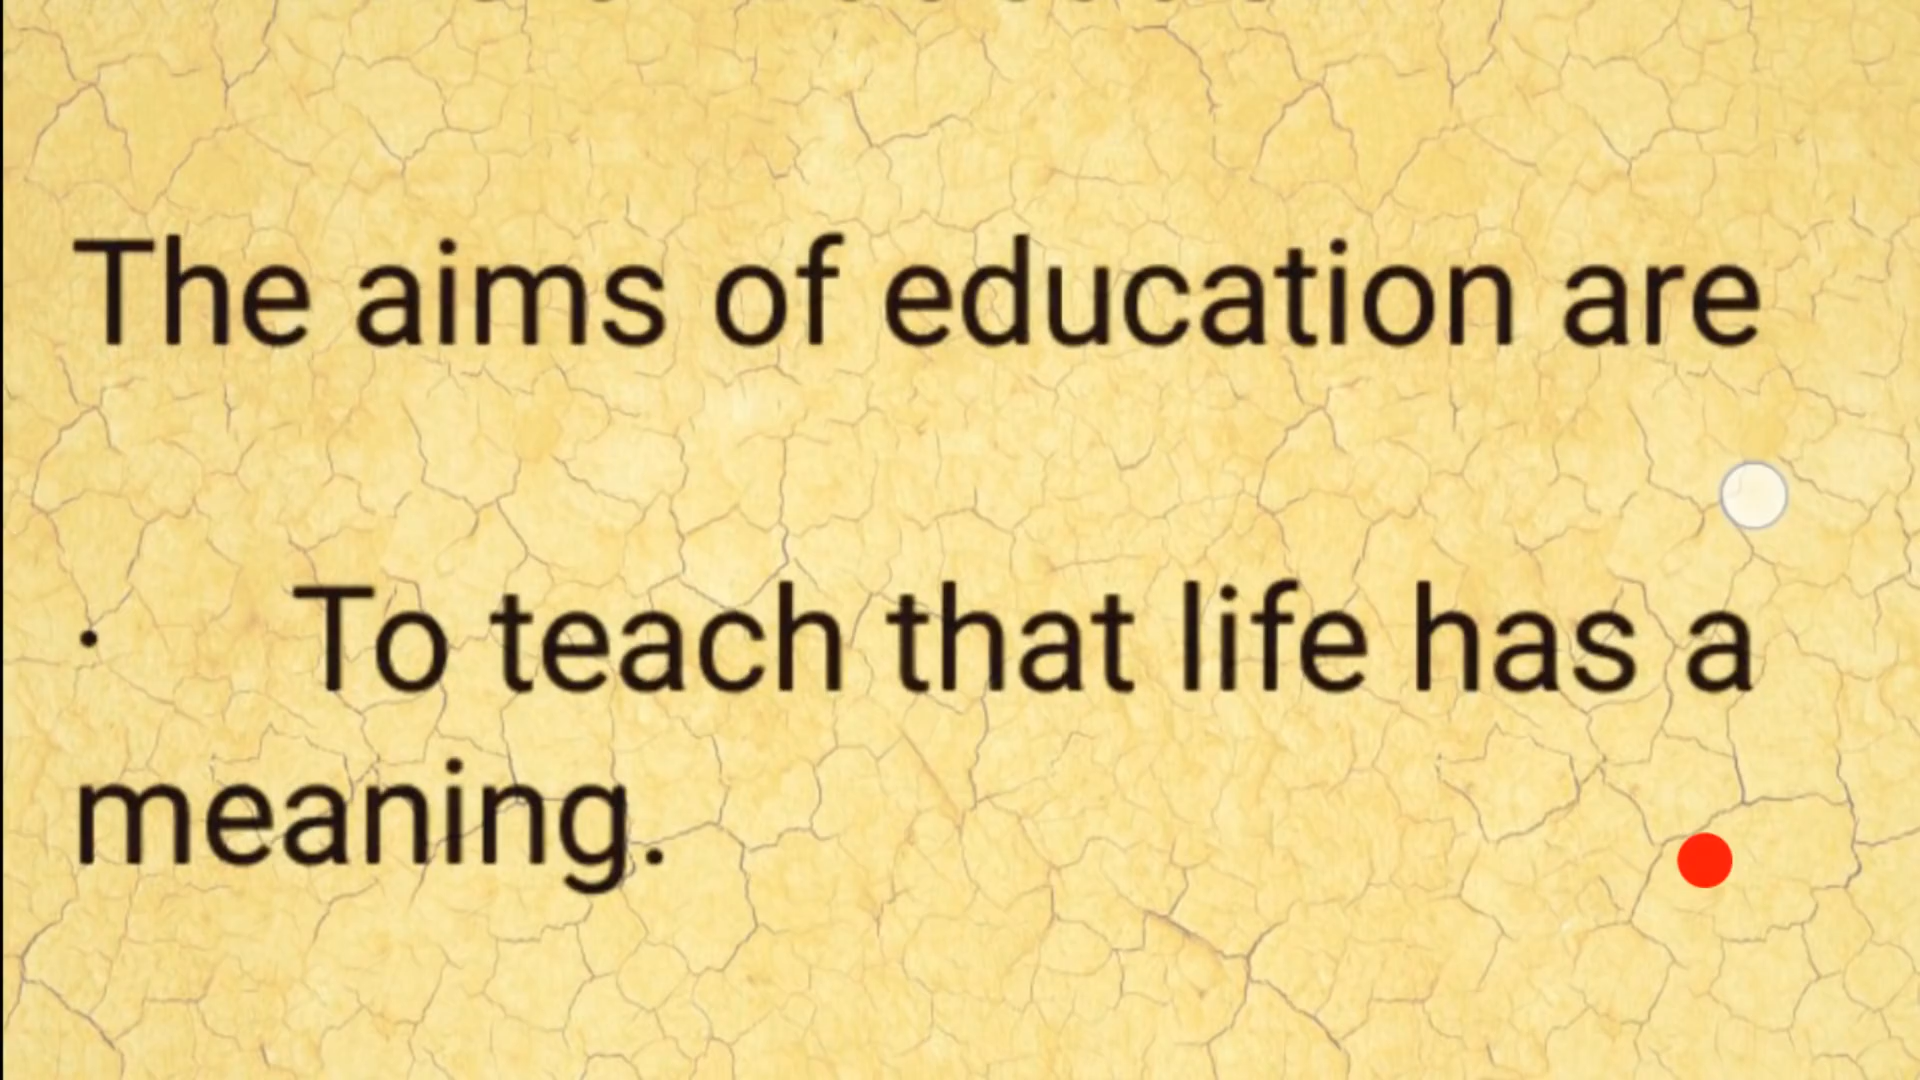 The aims of education are
· To teach that life has a
meaning.